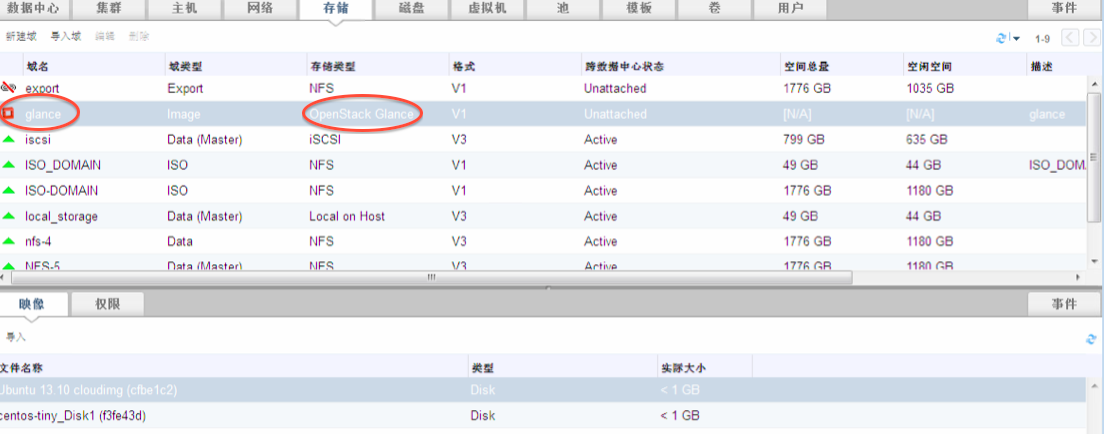 数据中心 集群 主机 网络 存储 磁盘 虚拟机 池 模板 卷 用户 事件
新建域 导入域 编辑 删除 1-9
域名 域类型 存储类型 格式 跨数据中心状态 空间总量 空闲空间 描述
export Export NFS V1 Unattached 1776 GB 1035 GB
glance Image OpenStack Glance V1 Unattached [N/A] [N/A] glance
iscsi Data (Master) iSCSI V3 Active 799 GB 635 GB
ISO_DOMAIN ISO NFS V1 Active 49 GB 44 GB ISO_DOM
ISO-DOMAIN ISO NFS V1 Active 1776 GB 1180 GB
local_storage Data (Master) Local on Host V3 Active 49 GB 44 GB
nfs-4 Data NFS V3 Active 1776 GB 1180 GB
NFS-5 Data (Master) NFS V3 Active 1776 GB 1180 GB
映像 权限 事件
导入
文件名称 类型 实际大小
Ubuntu 13.10 cloudimg (cfbe1c2) Disk < 1 GB
centos-tiny_Disk1 (f3fe43d) Disk < 1 GB